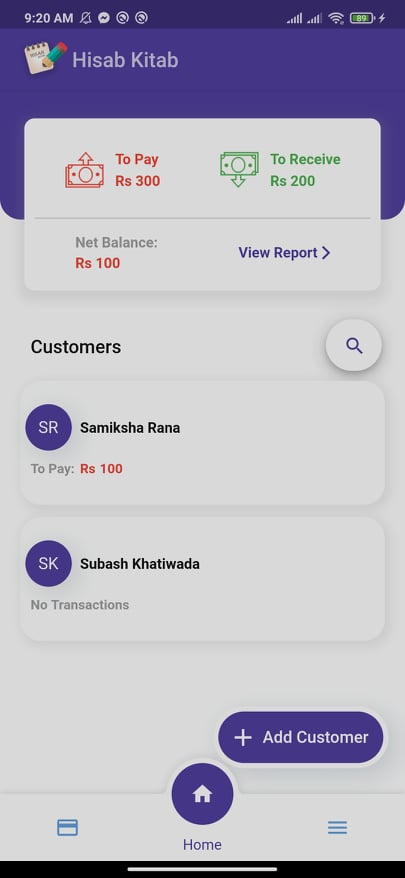 9:20 AM 89
Hisab Kitab
To Pay
Rs 300
To Receive
Rs 200
Net Balance:
Rs 100
View Report
Customers
SR Samiksha Rana
To Pay: Rs 100
SK Subash Khatiwada
No Transactions
+ Add Customer
Home